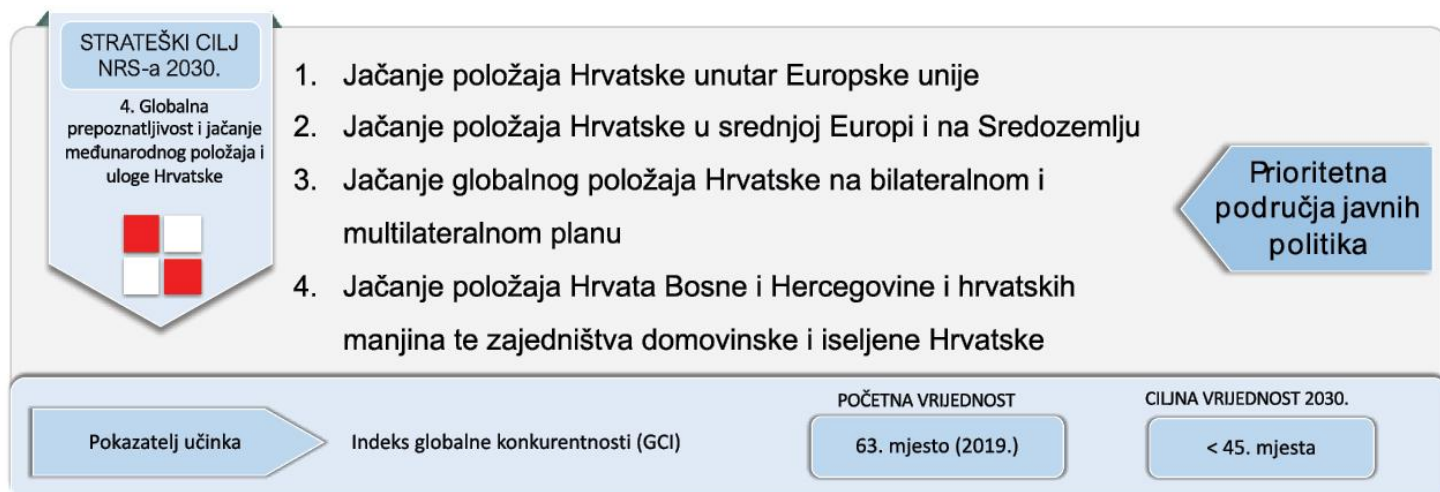 STRATEŠKI CILJ
NRS-a 2030.
4. Globalna
prepoznatljivost i jačanje
međunarodnog položaja i
uloge Hrvatske
1. Jačanje položaja Hrvatske unutar Europske unije
2. Jačanje položaja Hrvatske u srednjoj Europi i na Sredozemlju
3. Jačanje globalnog položaja Hrvatske na bilateralnom i
multilateralnom planu
4. Jačanje položaja Hrvata Bosne i Hercegovine i hrvatskih
manjina te zajedništva domovinske i iseljene Hrvatske
Prioritetna
područja javnih
politika
Pokazatelj učinka
Indeks globalne konkurentnosti (GCI)
POČETNA VRIJEDNOST
63. mjesto (2019.)
CILJNA VRIJEDNOST 2030.
< 45. mjesta